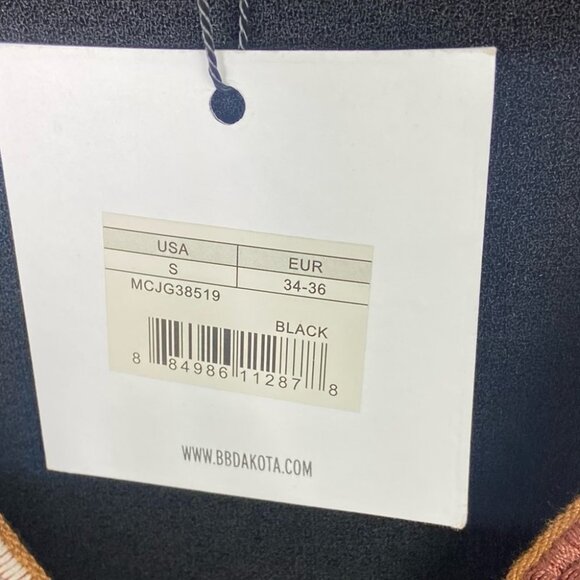 USA EUR
S 34-36
MCJG38519
BLACK
8 84986 11287 8
WWW.BBDAKOTA.COM